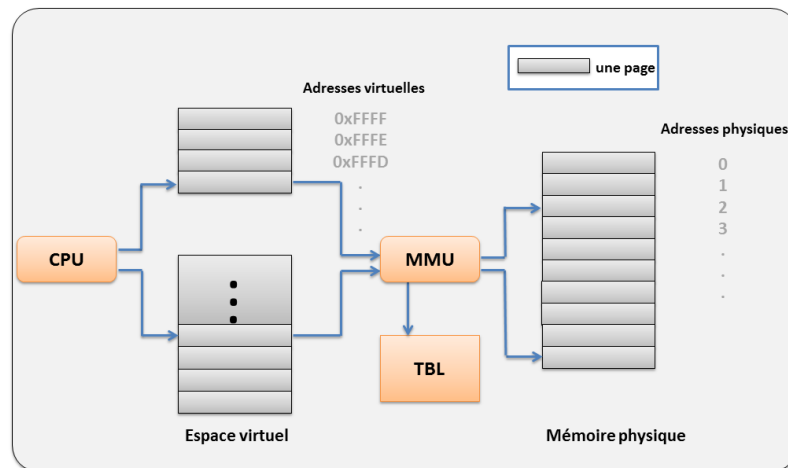 une page
Adresses virtuelles
0xFFFF
0xFFFE
0xFFFD
.
.
.
Adresses physiques
0
1
2
3
.
.
.
CPU
MMU
TBL
Espace virtuel
Mémoire physique